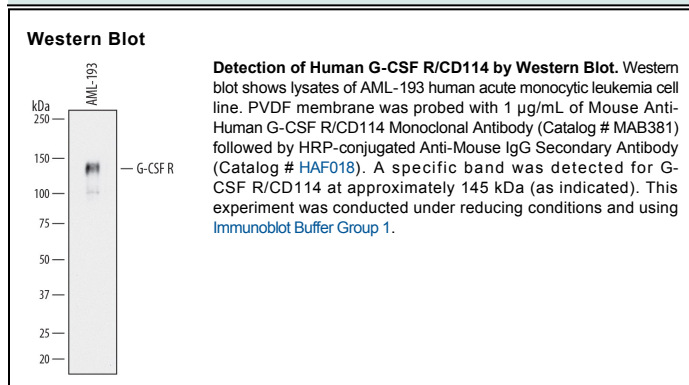 Western Blot
AML-193
kDa
250
150
G-CSF R
100
75
50
37
25
20
Detection of Human G-CSF R/CD114 by Western Blot. Western
blot shows lysates of AML-193 human acute monocytic leukemia cell
line. PVDF membrane was probed with 1 µg/mL of Mouse Anti-
Human G-CSF R/CD114 Monoclonal Antibody (Catalog # MAB381)
followed by HRP-conjugated Anti-Mouse IgG Secondary Antibody
(Catalog # HAF018). A specific band was detected for G-
CSF R/CD114 at approximately 145 kDa (as indicated). This
experiment was conducted under reducing conditions and using
Immunoblot Buffer Group 1.